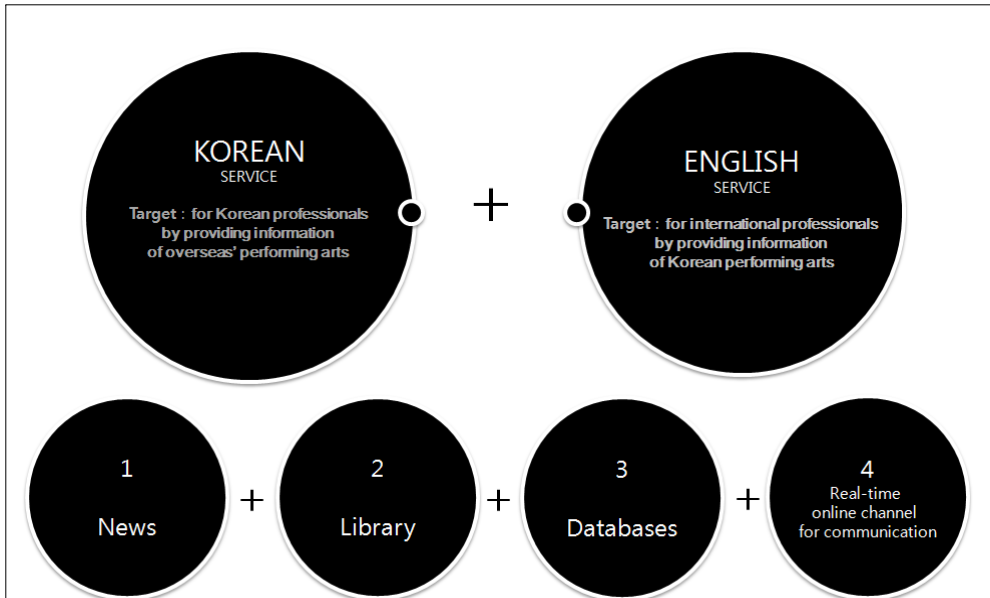 KOREAN
SERVICE
Target : for Korean professionals
by providing information
of overseas' performing arts
+
ENGLISH
SERVICE
Target : for international professionals
by providing information
of Korean performing arts
1
News
+
2
Library
+
3
Databases
+
4
Real-time
online channel
for communication